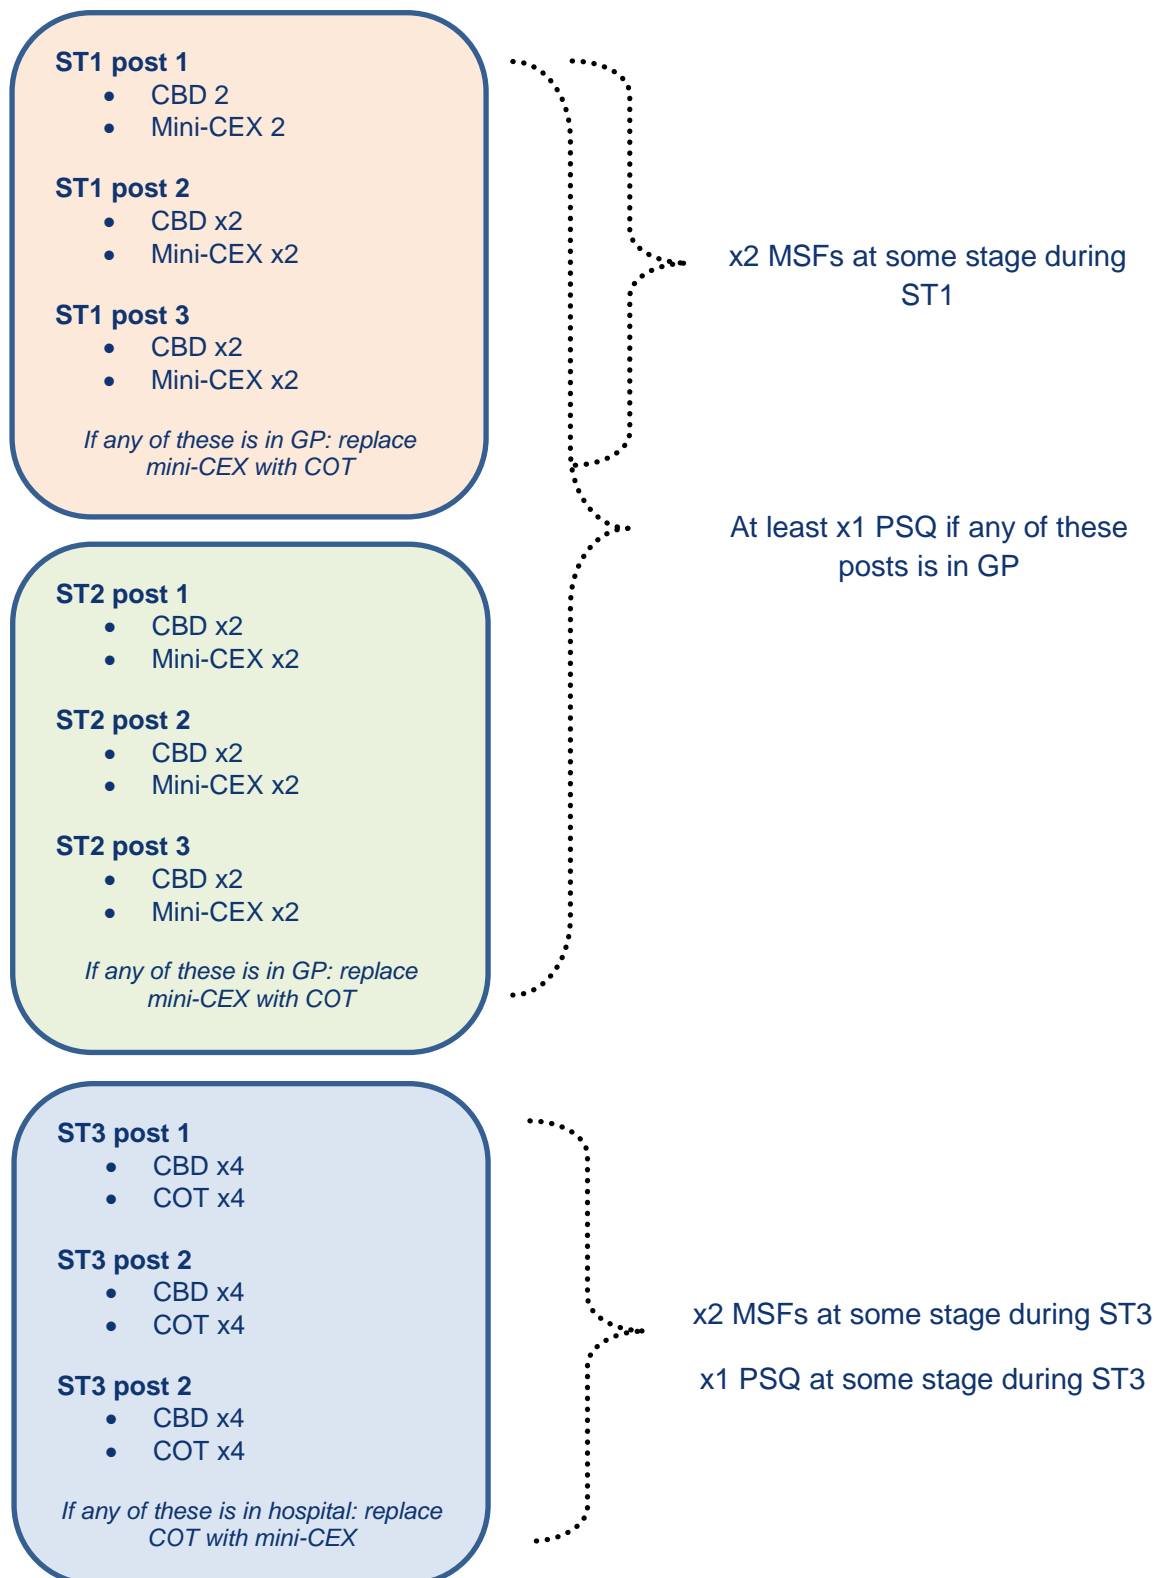 ST1 post 1
• CBD 2
• Mini-CEX 2
ST1 post 2
• CBD x2
• Mini-CEX x2
ST1 post 3
• CBD x2
• Mini-CEX x2
If any of these is in GP: replace
mini-CEX with COT
x2 MSFs at some stage during
ST1
At least x1 PSQ if any of these
posts is in GP
ST2 post 1
• CBD x2
• Mini-CEX x2
ST2 post 2
• CBD x2
• Mini-CEX x2
ST2 post 3
• CBD x2
• Mini-CEX x2
If any of these is in GP: replace
mini-CEX with COT
ST3 post 1
• CBD x4
• COT x4
ST3 post 2
• CBD x4
• COT x4
ST3 post 2
• CBD x4
• COT x4
If any of these is in hospital: replace
COT with mini-CEX
x2 MSFs at some stage during ST3
x1 PSQ at some stage during ST3